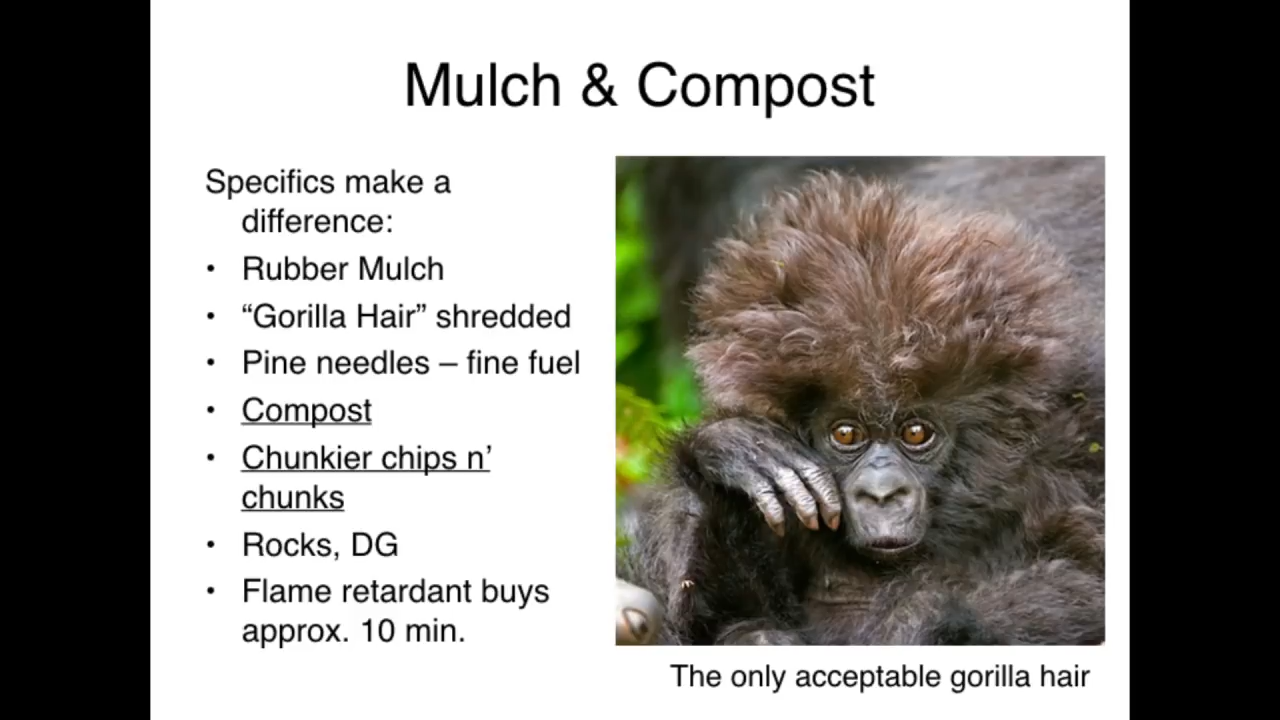 Mulch & Compost
Specifics make a
difference:
• Rubber Mulch
• “Gorilla Hair” shredded
• Pine needles – fine fuel
• Compost
• Chunkier chips n’
chunks
• Rocks, DG
• Flame retardant buys
approx. 10 min.
The only acceptable gorilla hair